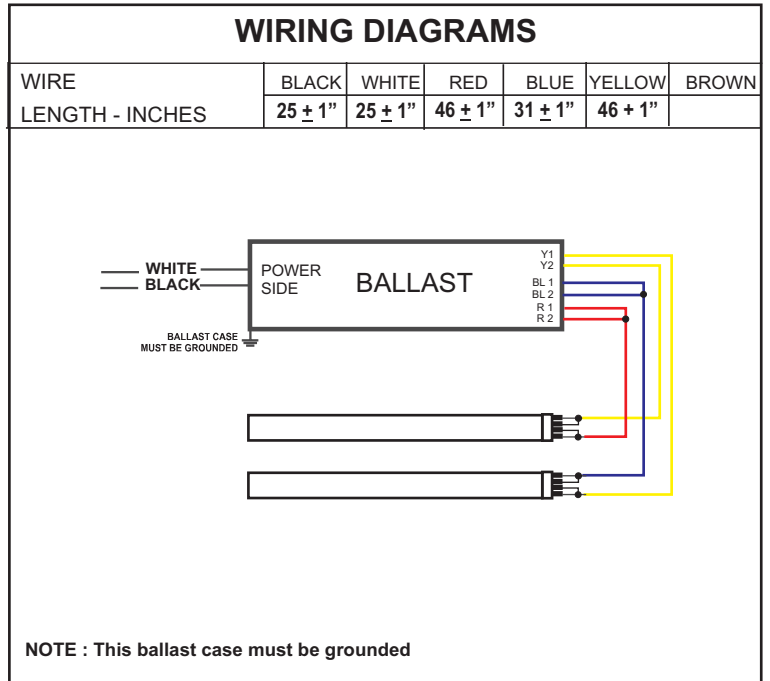 WIRING DIAGRAMS
WIRE BLACK WHITE RED BLUE YELLOW BROWN
LENGTH - INCHES 25 ± 1” 25 ± 1” 46 ± 1” 31 ± 1” 46 + 1”
WHITE
BLACK
POWER
SIDE
BALLAST
Y1
Y2
BL 1
BL 2
R 1
R 2
BALLAST CASE
MUST BE GROUNDED
NOTE : This ballast case must be grounded